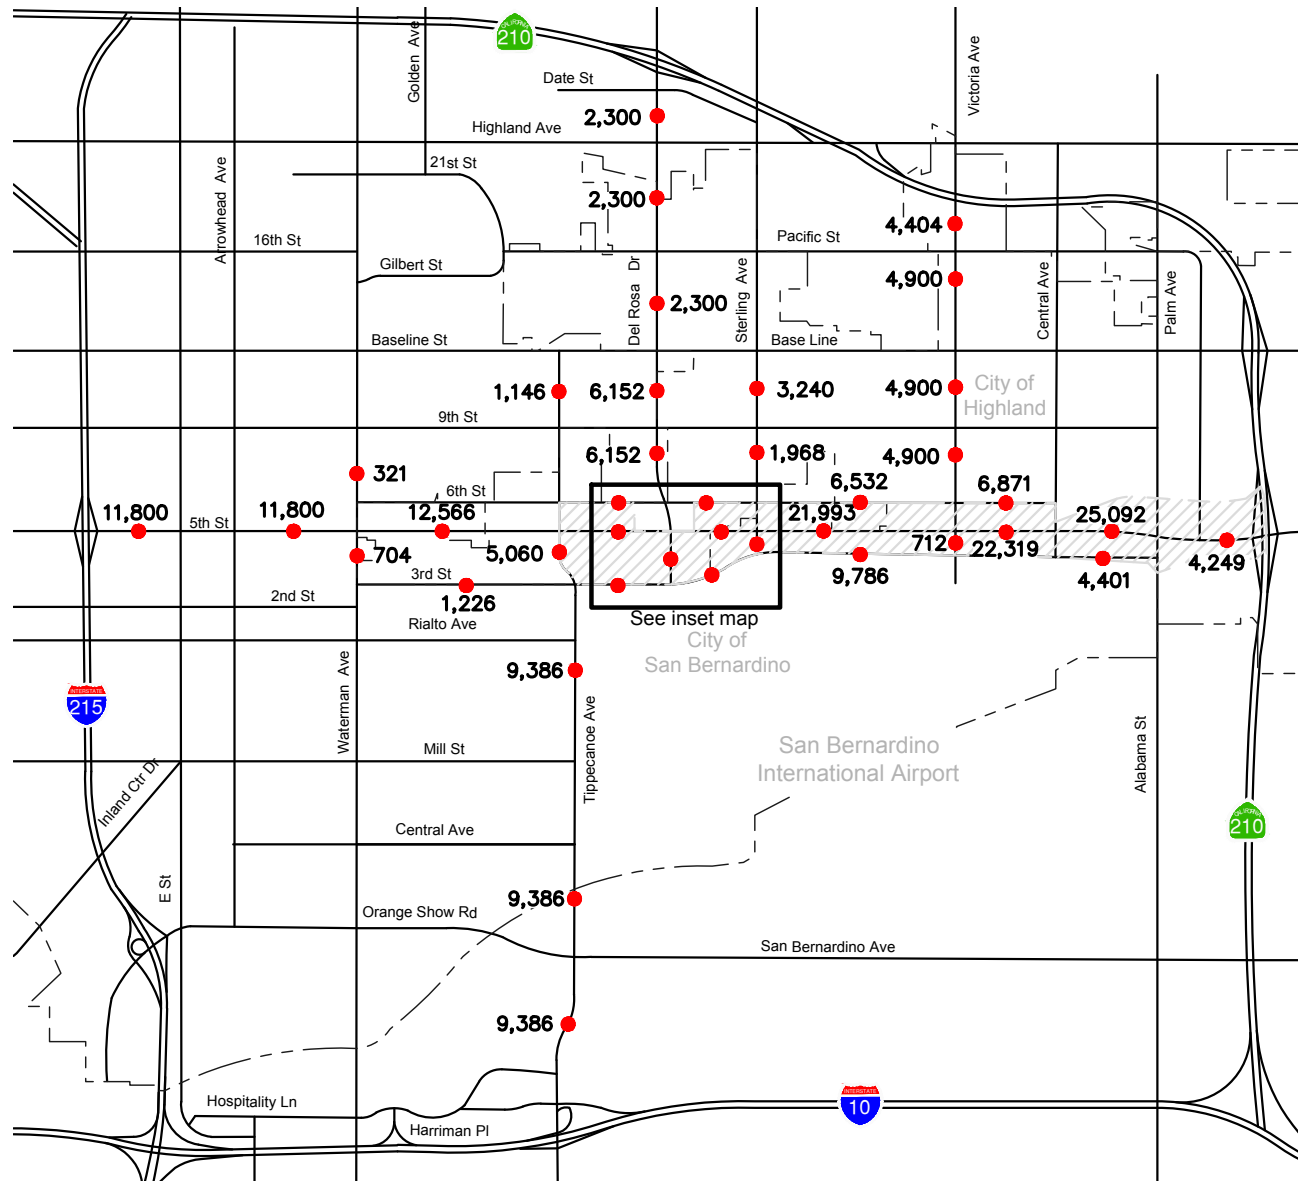 CALIFORNIA
210
Golden Ave
Victoria Ave
Date St
2,300
Highland Ave
21st St
Arrowhead Ave
2,300
4,404
16th St
Pacific St
Gilbert St
Del Rosa Dr
Sterling Ave
4,900
Central Ave
Palm Ave
2,300
Baseline St
Base Line
1,146
6,152
3,240
4,900
City of
Highland
9th St
6,152
1,968
4,900
321
6th St
6,532
6,871
11,800
11,800
12,566
21,993
25,092
5th St
704
5,060
712
22,319
4,249
3rd St
9,786
4,401
2nd St
1,226
See inset map
Rialto Ave
City of
San Bernardino
9,386
INTERSTATE
215
Waterman Ave
Tippecanoe Ave
Mill St
San Bernardino
International Airport
Alabama St
Inland Ctr Dr
CALIFORNIA
210
Central Ave
E St
9,386
Orange Show Rd
San Bernardino Ave
9,386
Hospitality Ln
INTERSTATE
10
Harriman Pl